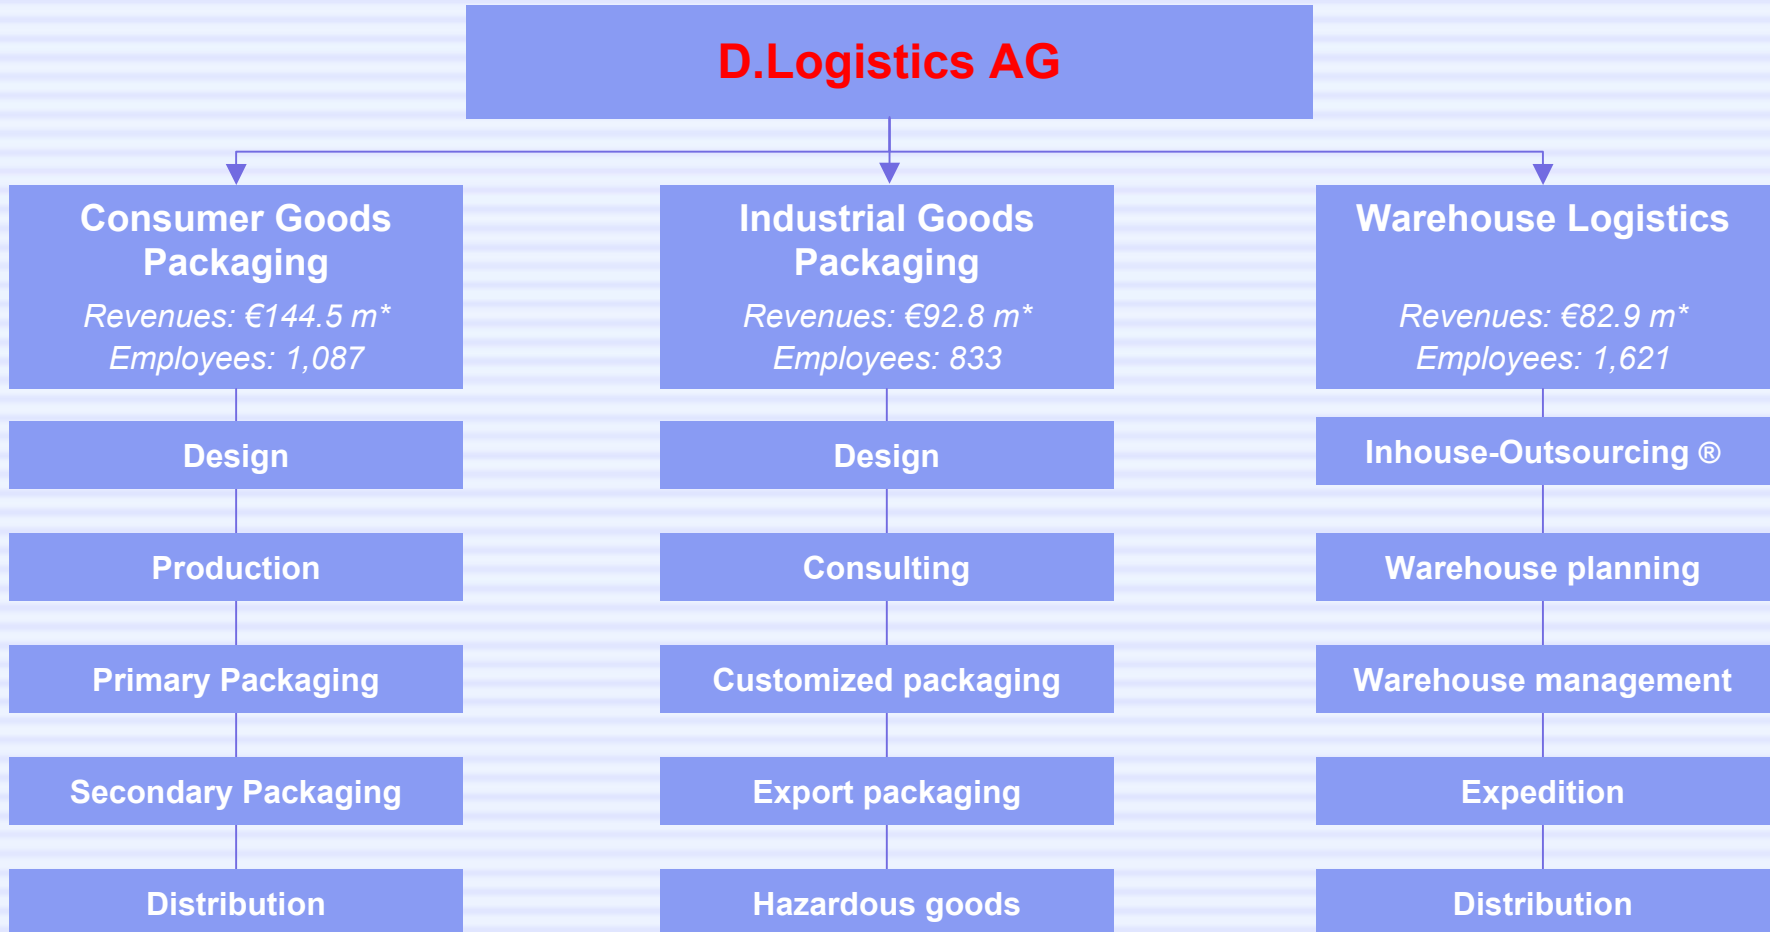 D.Logistics AG
Consumer Goods
Packaging
Revenues: €144.5 m*
Employees: 1,087
Design
Production
Primary Packaging
Secondary Packaging
Distribution
Industrial Goods
Packaging
Revenues: €92.8 m*
Employees: 833
Design
Consulting
Customized packaging
Export packaging
Hazardous goods
Warehouse Logistics
Revenues: €82.9 m*
Employees: 1,621
Inhouse-Outsourcing ®
Warehouse planning
Warehouse management
Expedition
Distribution